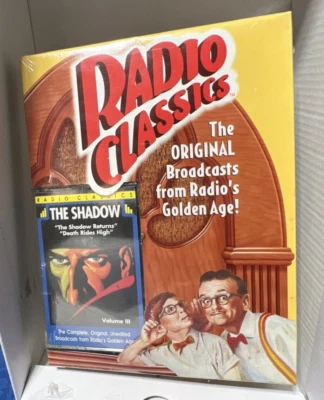 RADIO
CLASSICS™
The
ORIGINAL
Broadcasts
from Radio's
Golden Age!
RADIO CLASSICS
THE SHADOW
"The Shadow Returns"
"Death Rides High"
Volume III
The Complete, Original, Unedited
Broadcasts from Radio's Golden Age